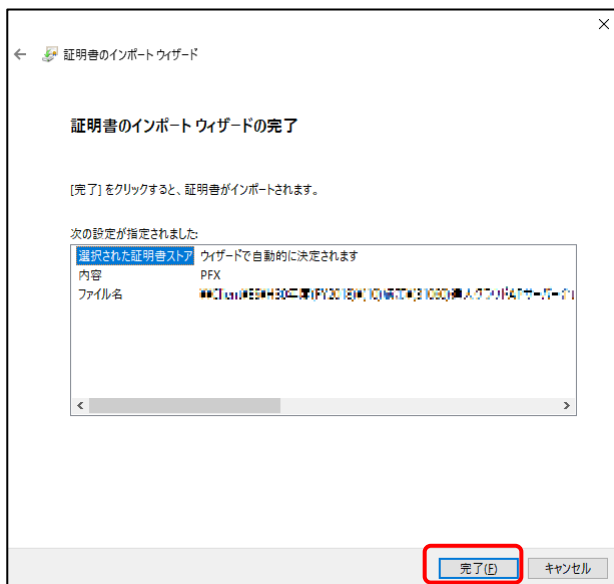 証明書のインポート ウィザード
証明書のインポート ウィザードの完了
[完了] をクリックすると、証明書がインポートされます。
次の設定が指定されました:
選択された証明書ストア ウィザードで自動的に決定されます
内容 PFX
ファイル名
完了(F) キャンセル